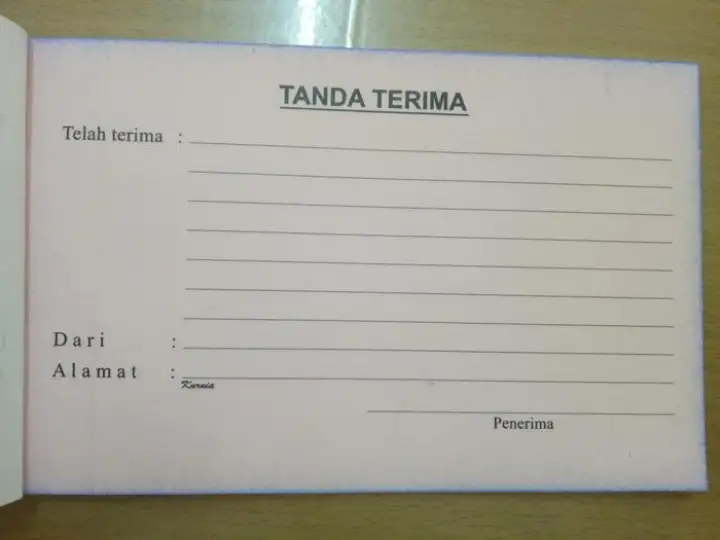 TANDA TERIMA
Telah terima :
Dari :
Alamat :
Kurnia
Penerima